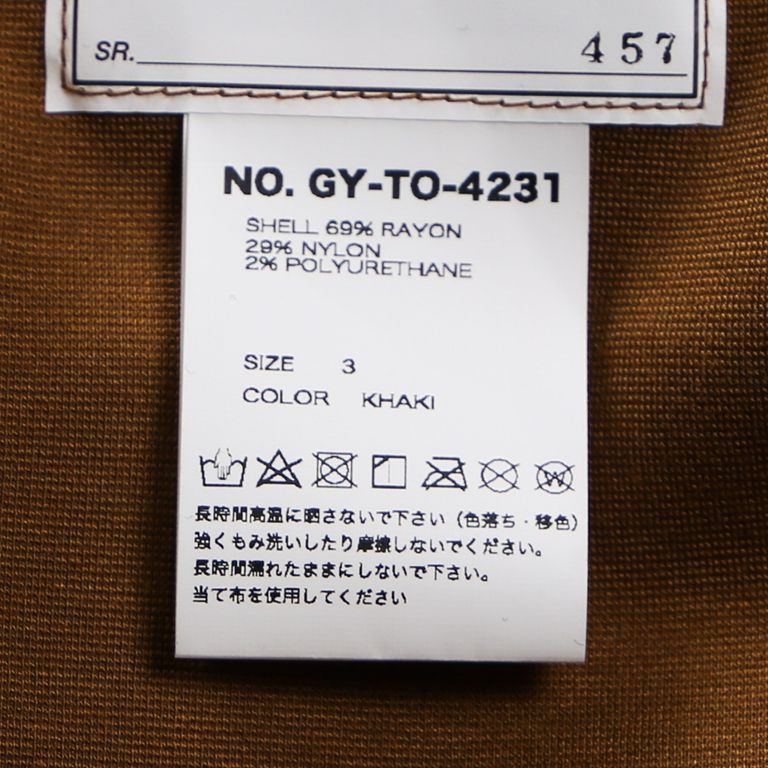 SR. 457
NO. GY-TO-4231
SHELL 69% RAYON
29% NYLON
2% POLYURETHANE
SIZE 3
COLOR KHAKI
長時間高温に晒さないで下さい（色落ち・移色）
強くもみ洗いしたり摩擦しないでください。
長時間濡れたままにしないで下さい。
当て布を使用してください